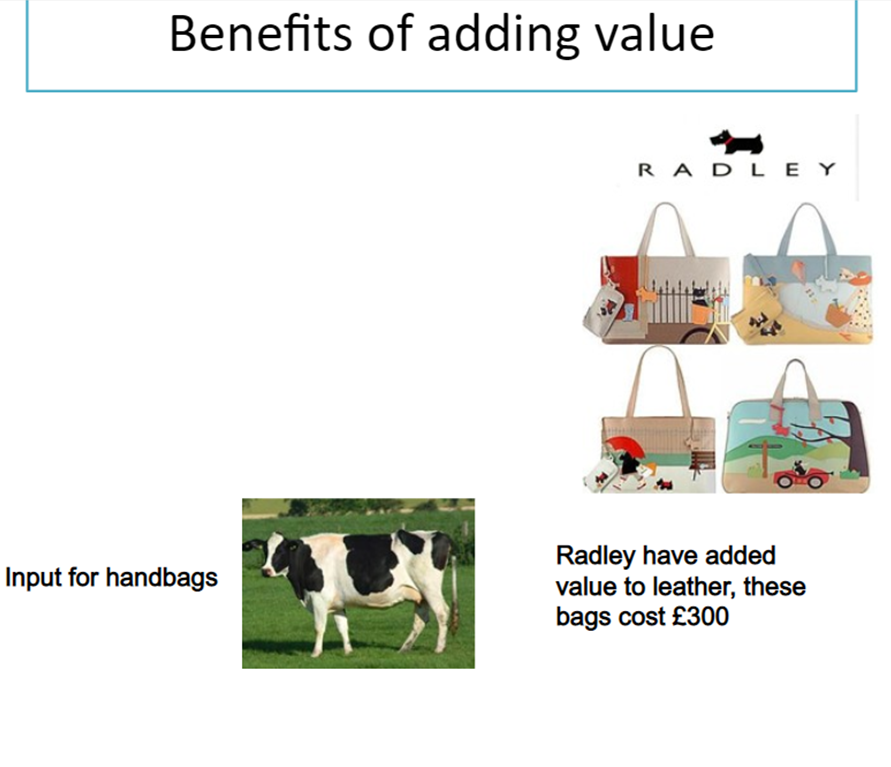 Benefits of adding value
RADLEY
Input for handbags
Radley have added
value to leather, these
bags cost £300